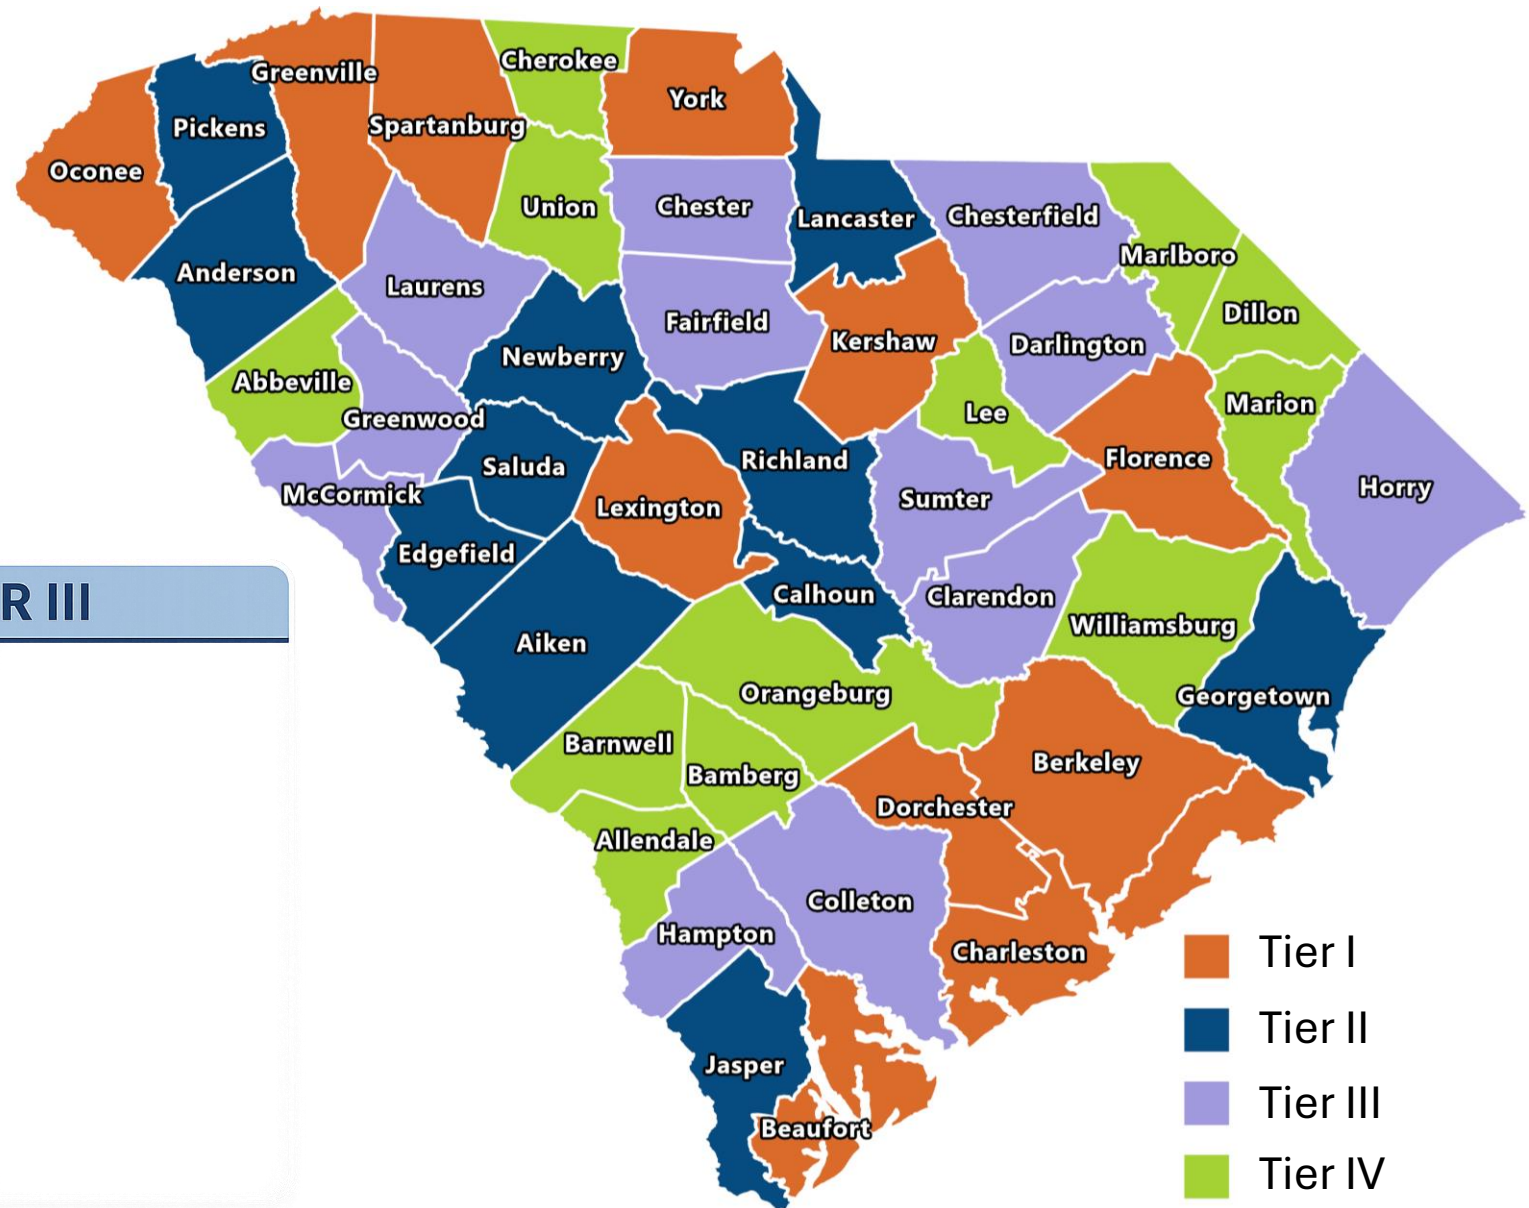 Cherokee
Greenville
York
Spartanburg
Pickens
Oconee
Union
Chester
Lancaster
Chesterfield
Marlboro
Anderson
Laurens
Dillon
Fairfield
Kershaw
Darlington
Newberry
Abbeville
Marion
Lee
Greenwood
Richland
Florence
Saluda
Horry
McCormick
Sumter
Lexington
Edgefield
Calhoun
Clarendon
R III
Williamsburg
Aiken
Orangeburg
Georgetown
Barnwell
Berkeley
Bamberg
Dorchester
Allendale
Colleton
Hampton
Charleston
Jasper
Beaufort
Tier I
Tier II
Tier III
Tier IV